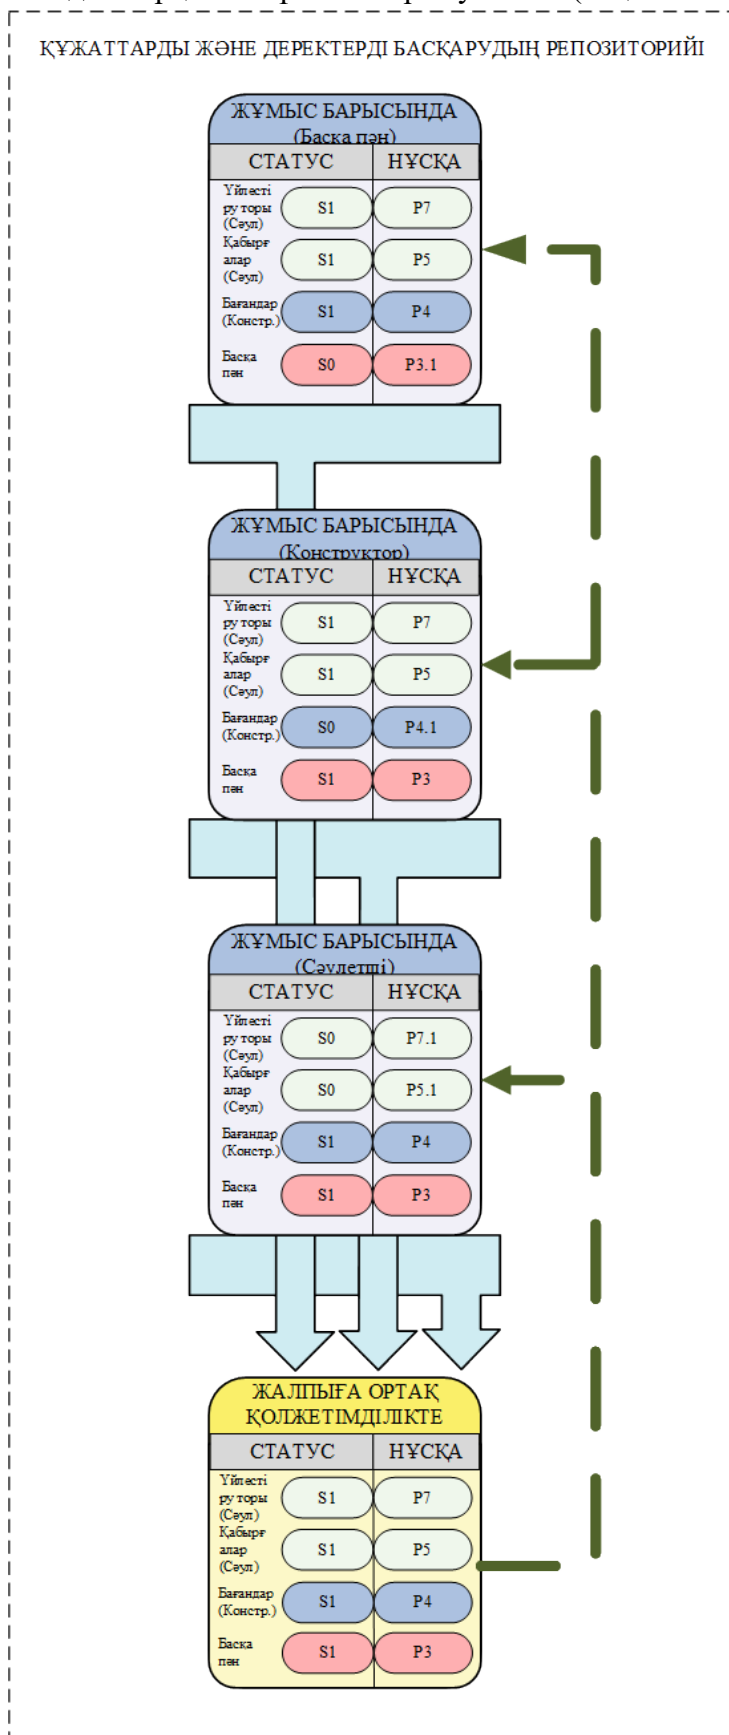 ҚҰЖАТТАРДЫ ЖӘНЕ ДЕРЕКТЕРДІ БАСҚАРУДЫҢ РЕПОЗИТОРИЙІ
ЖҰМЫС БАРЫСЫНДА
(Басқа пән)
СТАТУС НҰСҚА
Үйлесті
ру торы
(Сәул)
S1 P7
Қабырғ
алар
(Сәул)
S1 P5
Бағандар
(Констр.)
S1 P4
Басқа
пән
S0 P3.1
ЖҰМЫС БАРЫСЫНДА
(Конструктор)
СТАТУС НҰСҚА
Үйлесті
ру торы
(Сәул)
S1 P7
Қабырғ
алар
(Сәул)
S1 P5
Бағандар
(Констр.)
S0 P4.1
Басқа
пән
S1 P3
ЖҰМЫС БАРЫСЫНДА
(Сәулетші)
СТАТУС НҰСҚА
Үйлесті
ру торы
(Сәул)
S0 P7.1
Қабырғ
алар
(Сәул)
S0 P5.1
Бағандар
(Констр.)
S1 P4
Басқа
пән
S1 P3
ЖАЛПЫҒА ОРТАҚ
ҚОЛЖЕТІМДІЛІКТЕ
СТАТУС НҰСҚА
Үйлесті
ру торы
(Сәул)
S1 P7
Қабырғ
алар
(Сәул)
S1 P5
Бағандар
(Констр.)
S1 P4
Басқа
пән
S1 P3